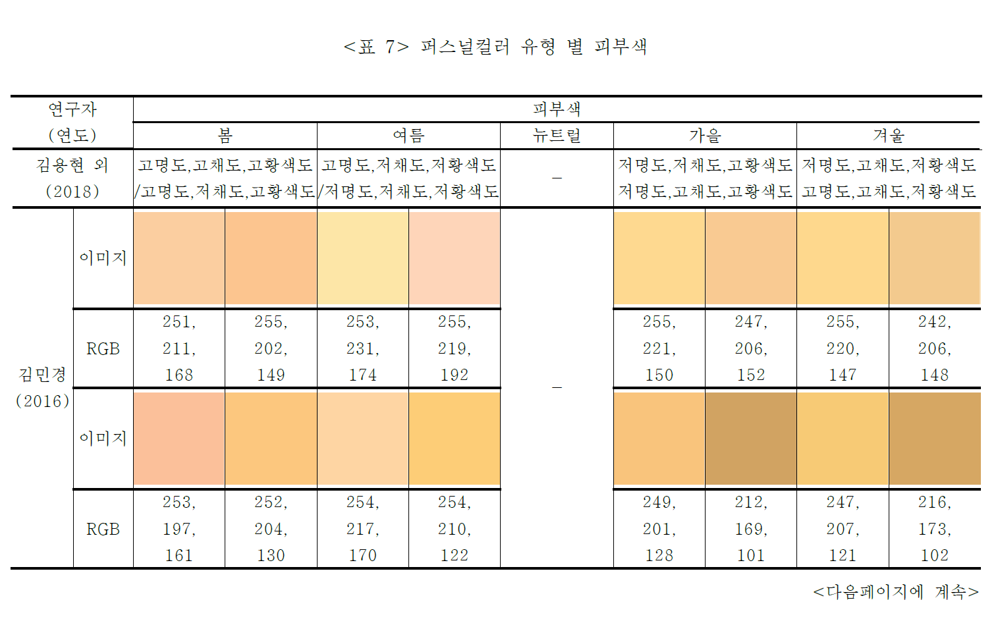 <표 7> 퍼스널컬러 유형 별 피부색
연구자
(연도)
피부색
봄 여름 뉴트럴 가을 겨울
김용현 외
(2018)
고명도,고채도,고황색도
/고명도,저채도,고황색도
고명도,저채도,저황색도
/저명도,저채도,저황색도
–
저명도,저채도,고황색도
저명도,고채도,고황색도
저명도,고채도,저황색도
고명도,고채도,저황색도
김민경
(2016)
이미지
RGB
251, 255, 253, 255, 255, 247, 255, 242,
211, 202, 231, 219, 221, 206, 220, 206,
168 149 174 192 150 152 147 148
–
이미지
RGB
253, 252, 254, 254, 249, 212, 247, 216,
197, 204, 217, 210, 201, 169, 207, 173,
161 130 170 122 128 101 121 102
<다음페이지에 계속>